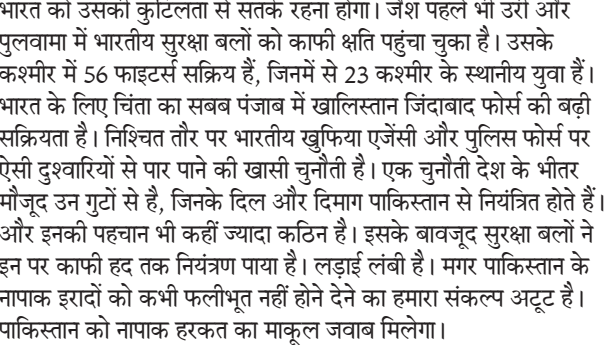 भारत को उसकी कुटिलता से सतर्क रहना होगा। जैश पहले भी उरी और
पुलवामा में भारतीय सुरक्षा बलों को काफी क्षति पहुंचा चुका है। उसके
कश्मीर में 56 फाइटर्स सक्रिय हैं, जिनमें से 23 कश्मीर के स्थानीय युवा हैं।
भारत के लिए चिंता का सबब पंजाब में खालिस्तान जिंदाबाद फोर्स की बढ़ी
सक्रियता है। निश्चित तौर पर भारतीय खुफिया एजेंसी और पुलिस फोर्स पर
ऐसी दुश्वारियों से पार पाने की खासी चुनौती है। एक चुनौती देश के भीतर
मौजूद उन गुटों से है, जिनके दिल और दिमाग पाकिस्तान से नियंत्रित होते हैं।
और इनकी पहचान भी कहीं ज्यादा कठिन है। इसके बावजूद सुरक्षा बलों ने
इन पर काफी हद तक नियंत्रण पाया है। लड़ाई लंबी है। मगर पाकिस्तान के
नापाक इरादों को कभी फलीभूत नहीं होने देने का हमारा संकल्प अटूट है।
पाकिस्तान को नापाक हरकत का माकूल जवाब मिलेगा।